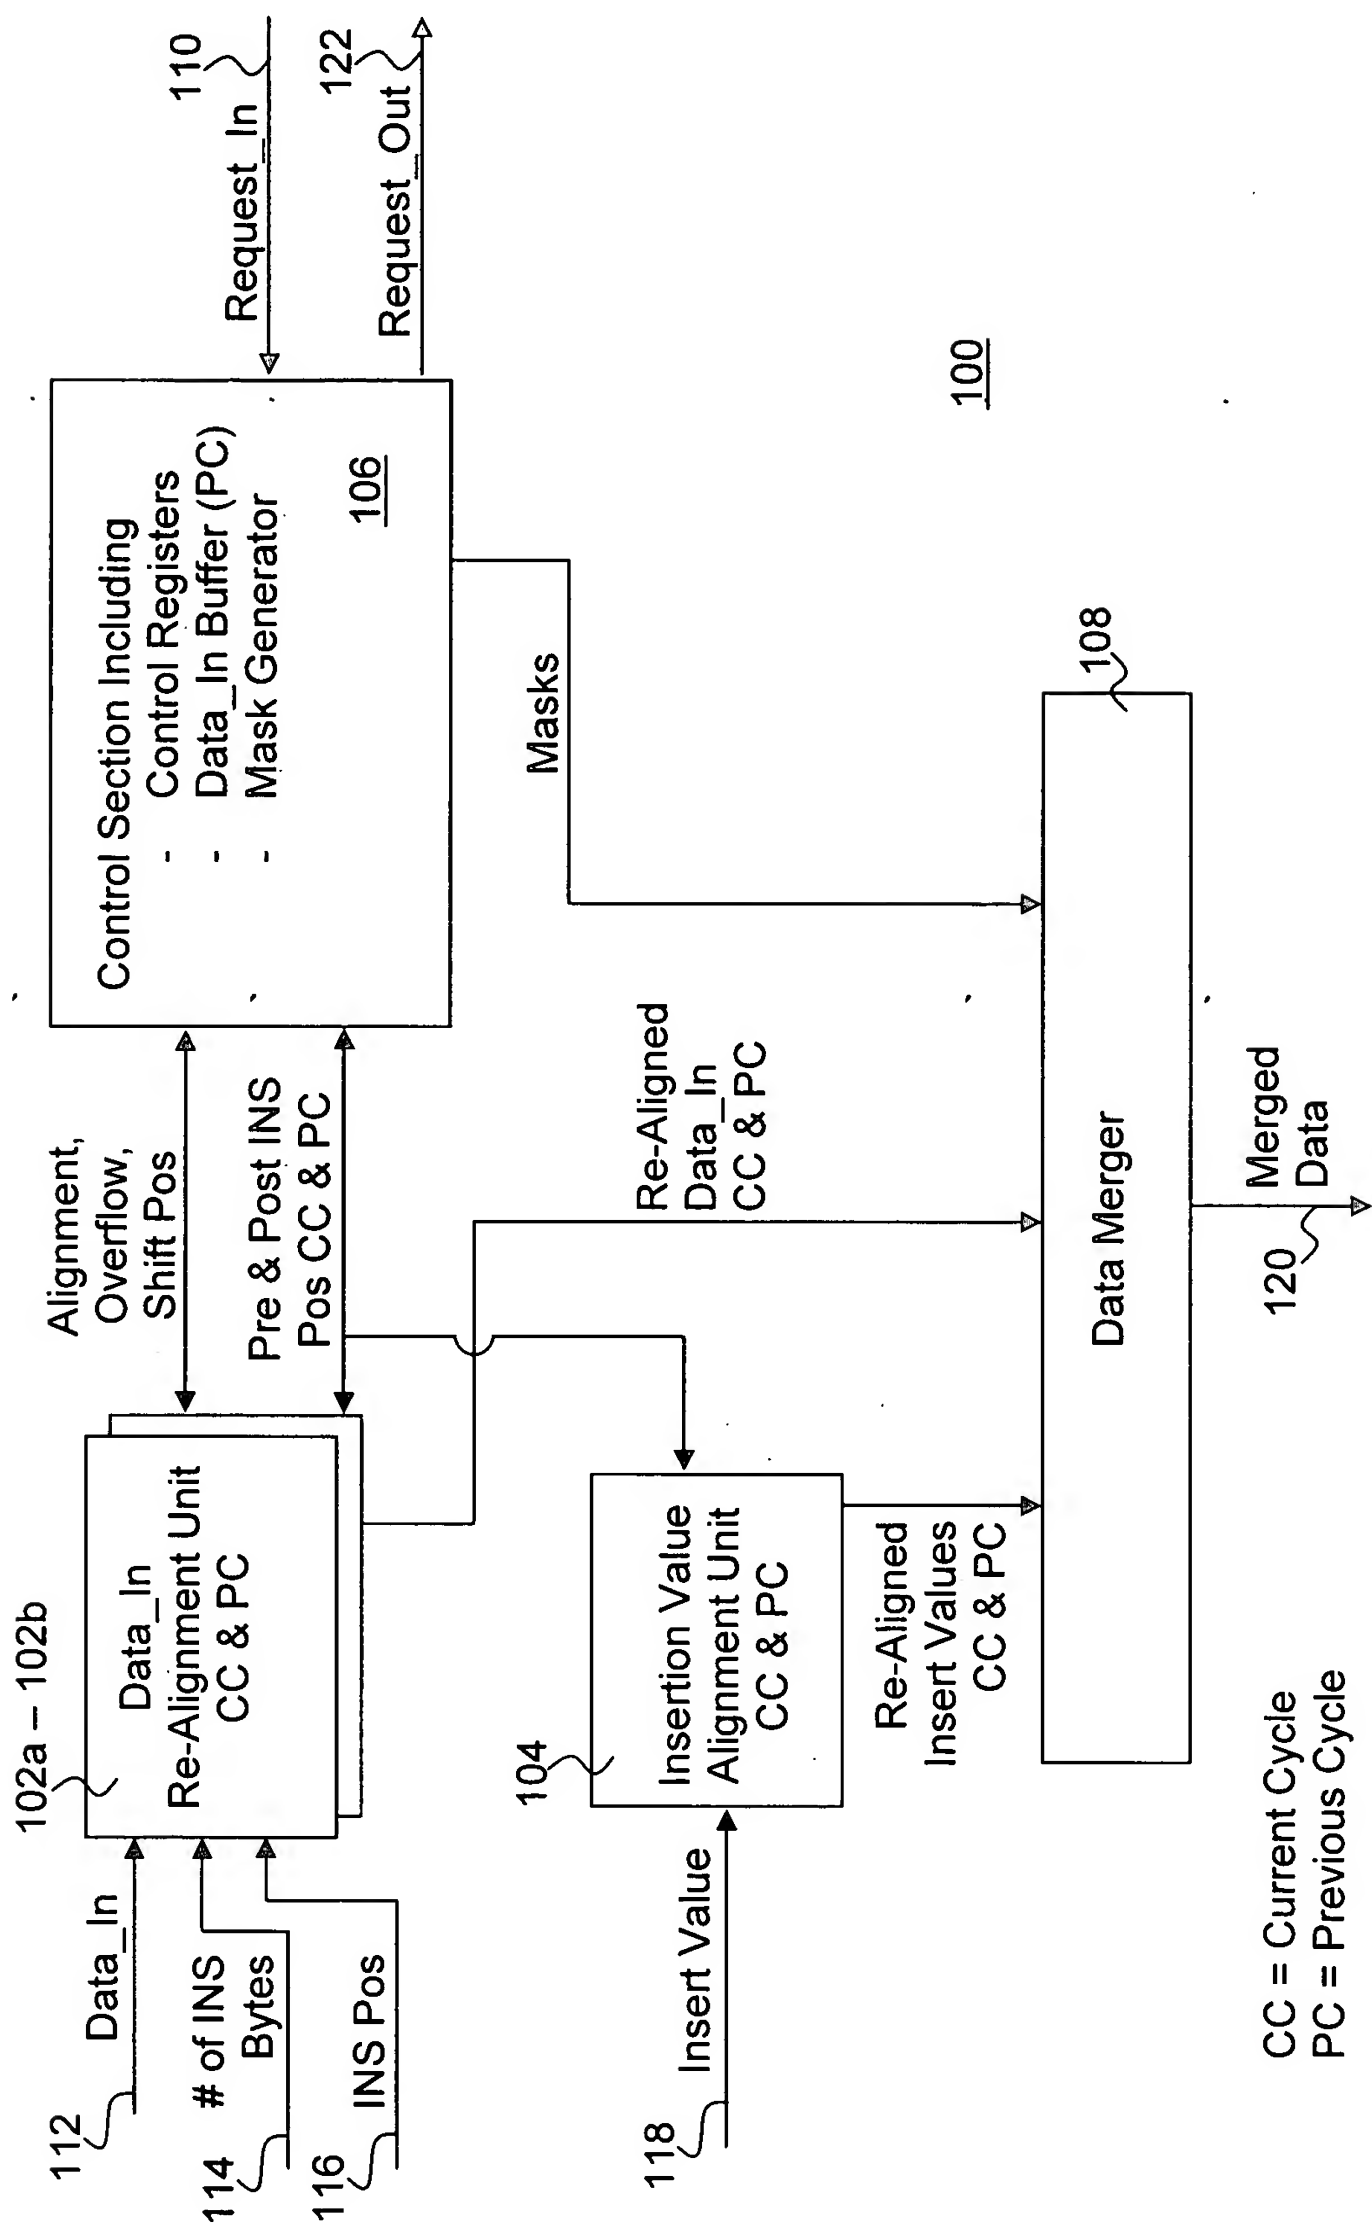 102a – 102b
Data_In
Re-Alignment Unit
CC & PC
112
Data_In
114
# of INS
Bytes
116
INS Pos
Alignment,
Overflow,
Shift Pos
Pre & Post INS
Pos CC & PC
Control Section Including
- Control Registers
- Data_In Buffer (PC)
- Mask Generator
106
Request_In
110
Request_Out
122
118
Insert Value
104
Insertion Value
Alignment Unit
CC & PC
Re-Aligned
Insert Values
CC & PC
Re-Aligned
Data_In
CC & PC
Masks
100
Data Merger
108
120
Merged
Data
CC = Current Cycle
PC = Previous Cycle